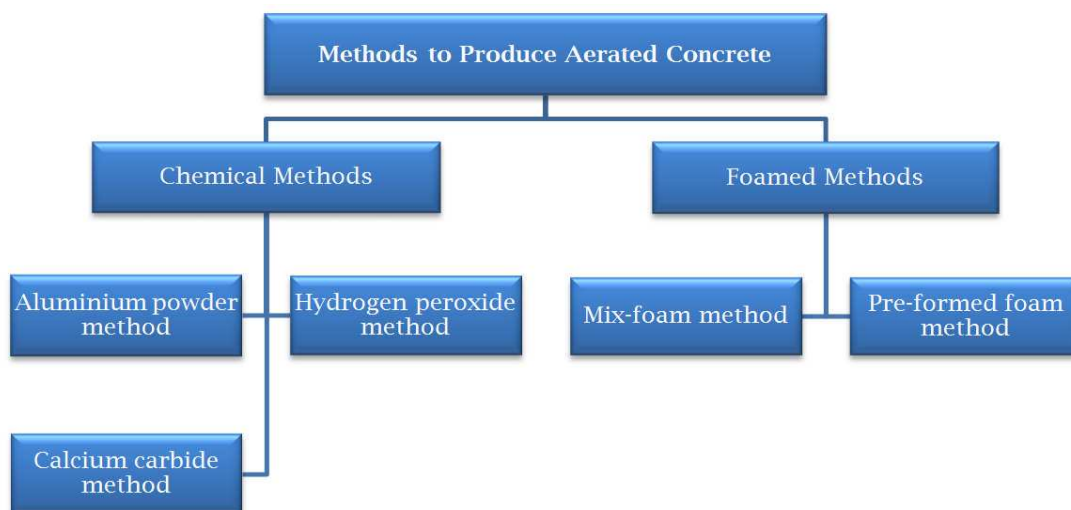 Methods to Produce Aerated Concrete
Chemical Methods
Foamed Methods
Aluminium powder
method
Hydrogen peroxide
method
Mix-foam method
Pre-formed foam
method
Calcium carbide
method